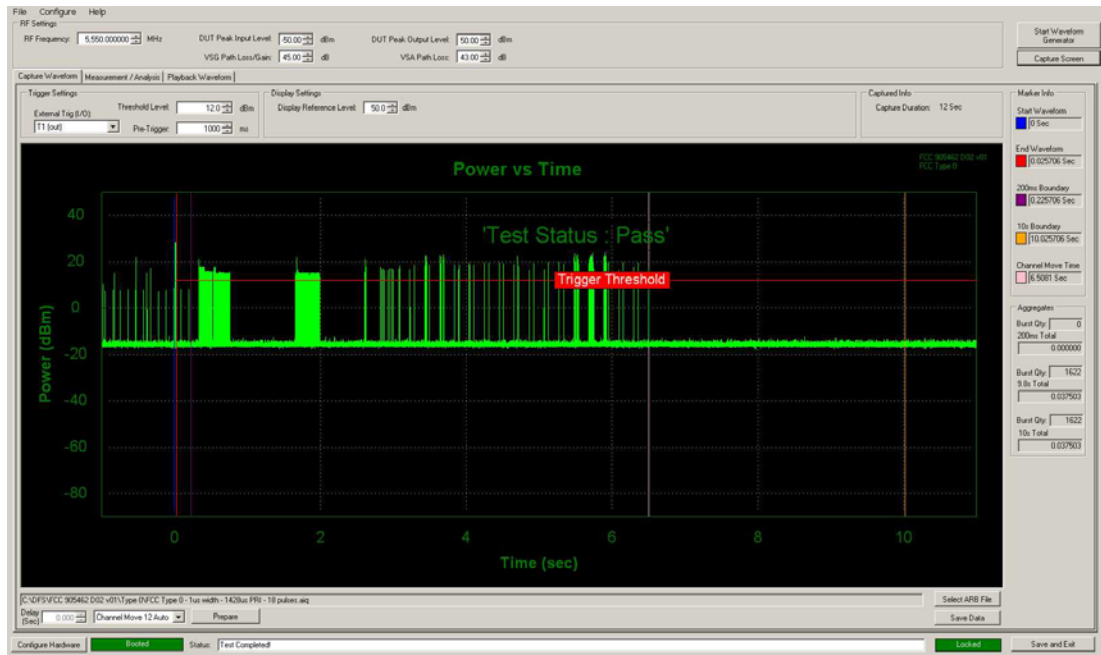 File Configure Help
RF Settings
RF Frequency: 5,550.000000 MHz DUT Peak Input Level: -50.00 dBm DUT Peak Output Level: 50.00 dBm
VSG Path Loss/Gain: 45.00 dB VSA Path Loss: 43.00 dB
Start Waveform Generator
Capture Screen
Capture Waveform Measurement / Analysis Playback Waveform
Trigger Settings
External Trig (I/O): Threshold Level: 12.0 dBm
T1 (out) Pre-Trigger: 1000 ms
Display Settings
Display Reference Level: 50.0 dBm
Captured Info
Capture Duration: 12 Sec
Marker Info
Start Waveform
0 Sec
End Waveform
0.025706 Sec
200ms Boundary
0.225706 Sec
10s Boundary
10.025706 Sec
Channel Move Time
6.5081 Sec
Aggregates
Burst Qty: 0
200ms Total
0.000000
Burst Qty: 1622
9.8s Total
0.037503
Burst Qty: 1622
10s Total
0.037503
Power vs Time
FCC 905462 D02 v01
FCC Type 0
'Test Status : Pass'
Trigger Threshold
Power (dBm)
40
20
0
-20
-40
-60
-80
0 2 4 6 8 10
Time (sec)
C:\DFS\FCC 905462 D02 v01\Type 0\FCC Type 0 - 1us width - 1428us PRI - 18 pulses.aiq
Select ARB File
Delay (Sec) 0.000 Channel Move 12 Auto Prepare
Save Data
Configure Hardware Booted Status: Test Completed! Locked Save and Exit